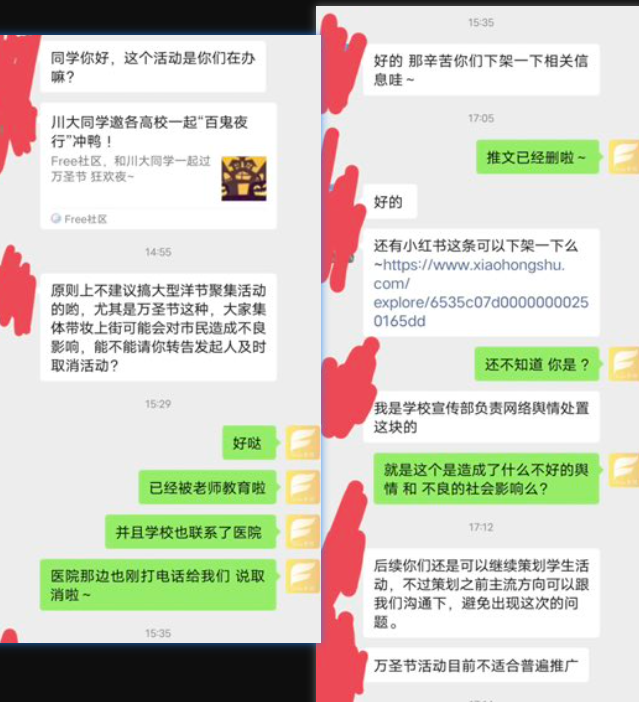 同学你好，这个活动是你们在办
嘛？
川大同学邀各高校一起“百鬼夜
行”冲鸭！
Free社区，和川大同学一起过
万圣节 狂欢夜~
Free社区
14:55
原则上不建议搞大型洋节聚集活动
的哟，尤其是万圣节这种，大家集
体带妆上街可能会对市民造成不良
影响，能不能请你转告发起人及时
取消活动？
15:29
好哒
已经被老师教育啦
并且学校也联系了医院
医院那边也刚打电话给我们 说取
消啦～
15:35
15:35
好的 那辛苦你们下架一下相关信
息哇～
17:05
推文已经删啦～
好的
还有小红书这条可以下架一下么
~https://www.xiaohongshu.
com/
explore/6535c07d0000000025
0165dd
还不知道 你是？
我是学校宣传部负责网络舆情处置
这块的
就是这个是造成了什么不好的舆
情 和 不良的社会影响么？
17:12
后续你们还是可以继续策划学生活
动，不过策划之前主流方向可以跟
我们沟通下，避免出现这次的问
题。
万圣节活动目前不适合普遍推广